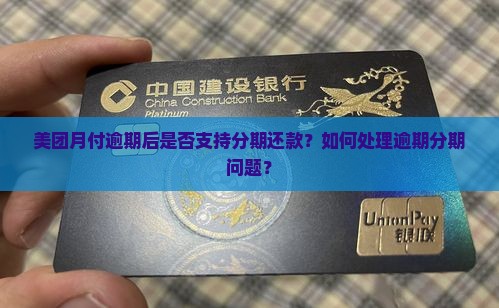 中国建设银行
China Construction Bank
Platinum
美团月付逾期后是否支持分期还款？如何处理逾期分期
问题？
UnionPay
银联